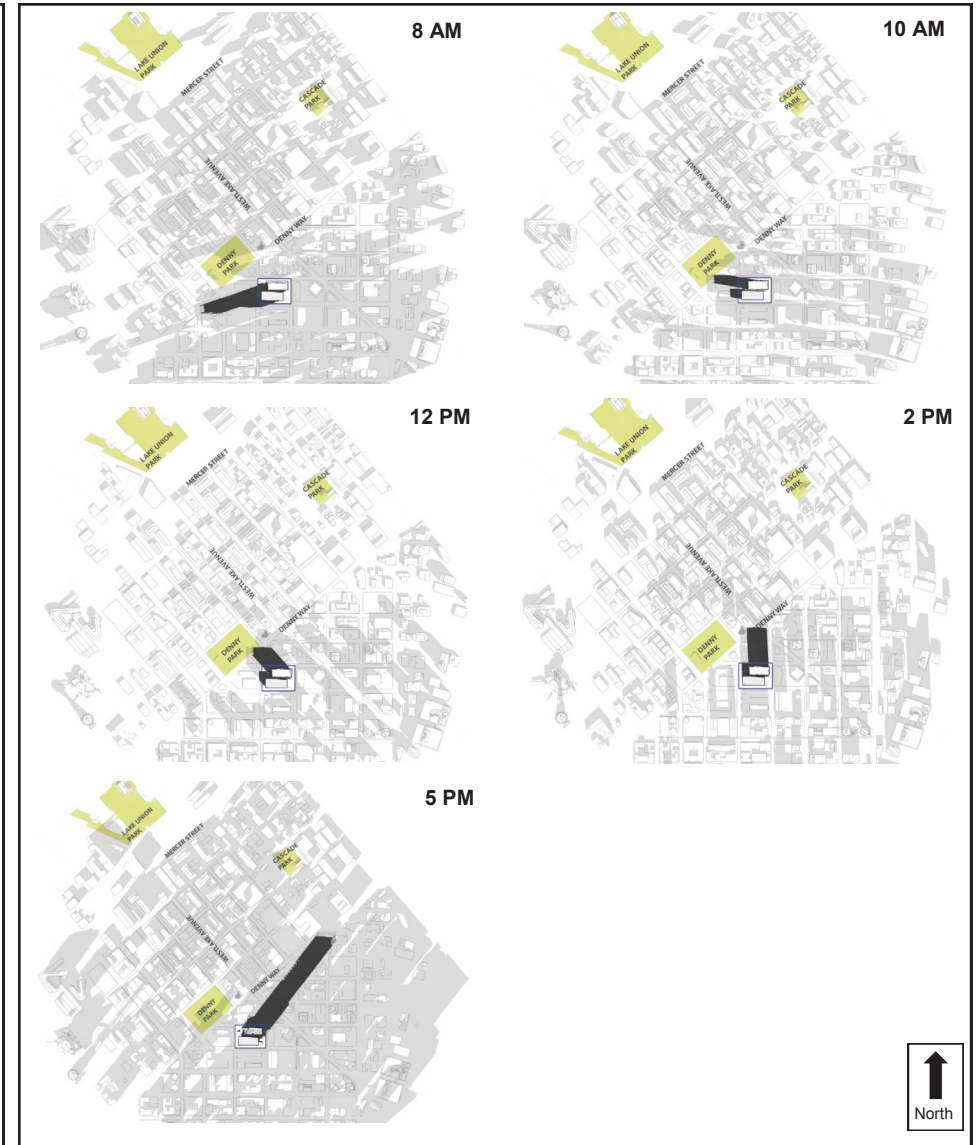 8 AM
LAKE UNION
PARK
MERCER STREET
CASCADE
PARK
WESTLAKE AVENUE
DENNY WAY
DENNY
PARK
10 AM
LAKE UNION
PARK
MERCER STREET
CASCADE
PARK
WESTLAKE AVENUE
DENNY WAY
DENNY
PARK
12 PM
LAKE UNION
PARK
MERCER STREET
CASCADE
PARK
WESTLAKE AVENUE
DENNY WAY
DENNY
PARK
2 PM
LAKE UNION
PARK
MERCER STREET
CASCADE
PARK
WESTLAKE AVENUE
DENNY WAY
DENNY
PARK
5 PM
LAKE UNION
PARK
MERCER STREET
CASCADE
PARK
WESTLAKE AVENUE
DENNY WAY
DENNY
PARK
North